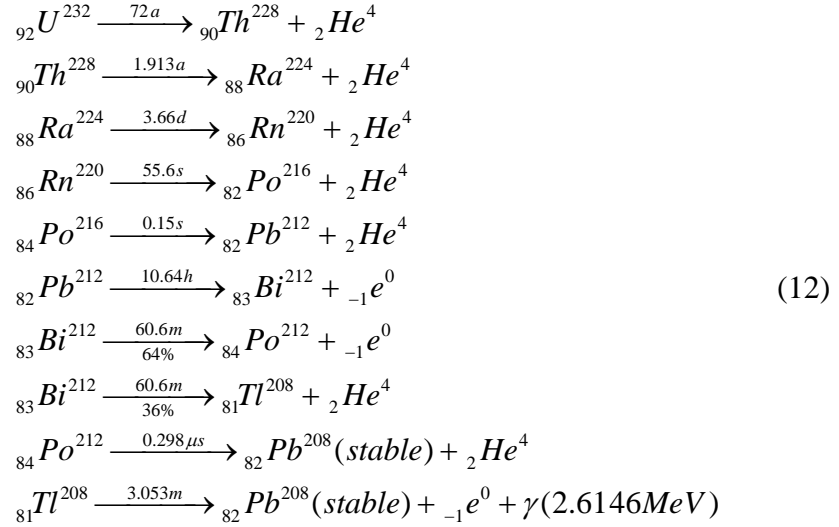 ₉₂U²³² —72a→ ₉₀Th²²⁸ + ₂He⁴
₉₀Th²²⁸ —1.913a→ ₈₈Ra²²⁴ + ₂He⁴
₈₈Ra²²⁴ —3.66d→ ₈₆Rn²²⁰ + ₂He⁴
₈₆Rn²²⁰ —55.6s→ ₈₂Po²¹⁶ + ₂He⁴
₈₄Po²¹⁶ —0.15s→ ₈₂Pb²¹² + ₂He⁴
₈₂Pb²¹² —10.64h→ ₈₃Bi²¹² + ₋₁e⁰ (12)
₈₃Bi²¹² —60.6m 64%→ ₈₄Po²¹² + ₋₁e⁰
₈₃Bi²¹² —60.6m 36%→ ₈₁Tl²⁰⁸ + ₂He⁴
₈₄Po²¹² —0.298μs→ ₈₂Pb²⁰⁸(stable) + ₂He⁴
₈₁Tl²⁰⁸ —3.053m→ ₈₂Pb²⁰⁸(stable) + ₋₁e⁰ + γ(2.6146MeV)